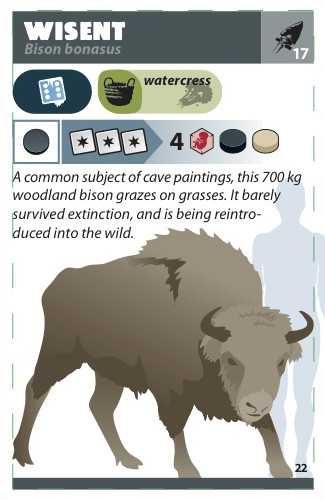 WISENT
Bison bonasus
17
watercress
4
A common subject of cave paintings, this 700 kg
woodland bison grazes on grasses. It barely
survived extinction, and is being reintro-
duced into the wild.
22